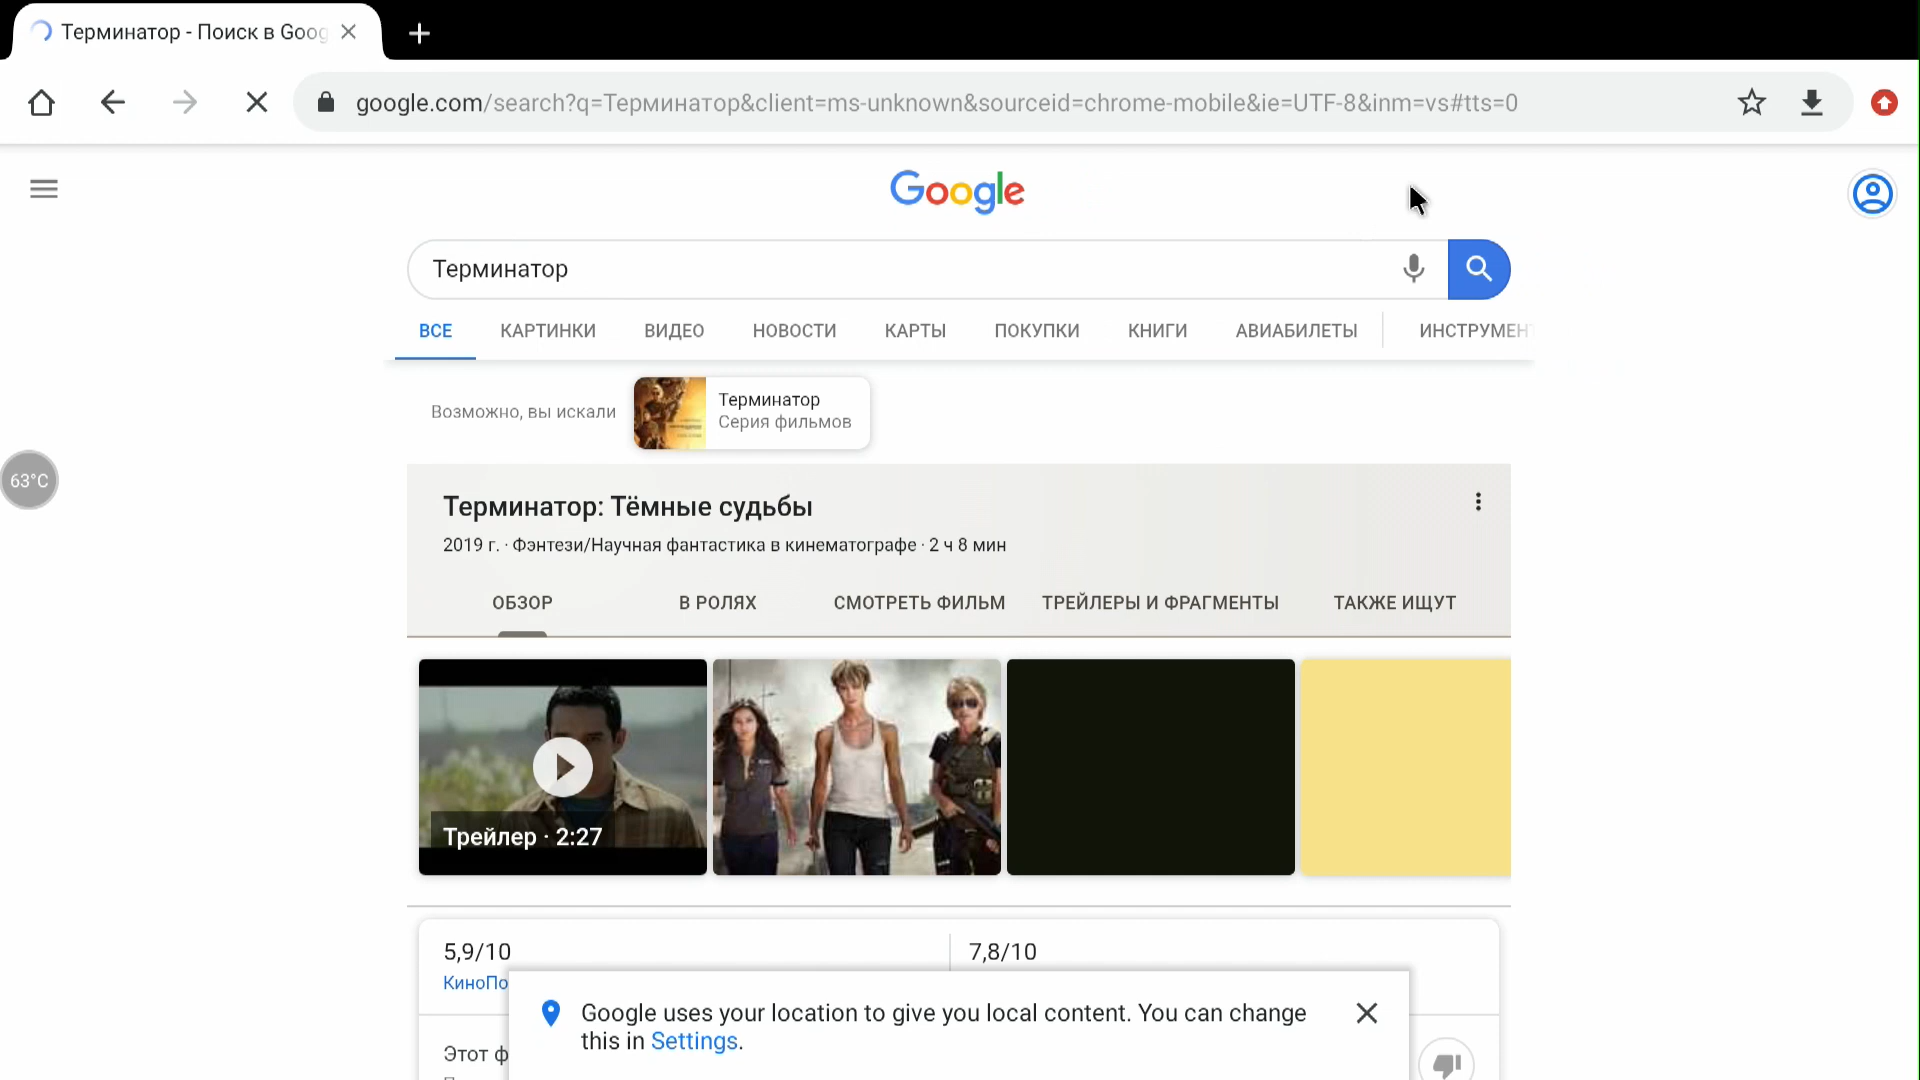 Терминатор - Поиск в Goog
google.com/search?q=Терминатор&client=ms-unknown&sourceid=chrome-mobile&ie=UTF-8&inm=vs#tts=0
Google
Терминатор
ВСЕ КАРТИНКИ ВИДЕО НОВОСТИ КАРТЫ ПОКУПКИ КНИГИ АВИАБИЛЕТЫ ИНСТРУМЕНТ
Возможно, вы искали
Терминатор
Серия фильмов
63°C
Терминатор: Тёмные судьбы
2019 г. · Фэнтези/Научная фантастика в кинематографе · 2 ч 8 мин
ОБЗОР В РОЛЯХ СМОТРЕТЬ ФИЛЬМ ТРЕЙЛЕРЫ И ФРАГМЕНТЫ ТАКЖЕ ИЩУТ
Трейлер · 2:27
5,9/10 7,8/10
КиноПо
Google uses your location to give you local content. You can change
this in Settings.
Этот ф